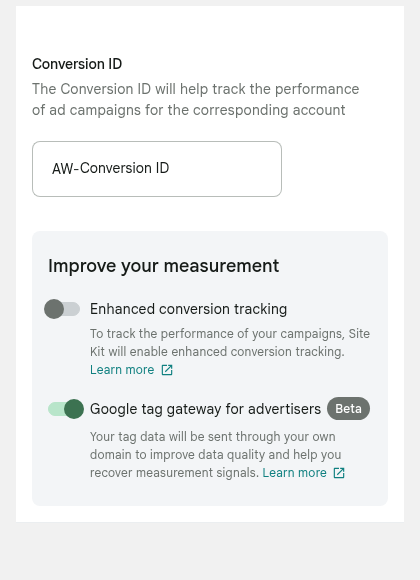 Conversion ID
The Conversion ID will help track the performance
of ad campaigns for the corresponding account
AW-Conversion ID
Improve your measurement
Enhanced conversion tracking
To track the performance of your campaigns, Site
Kit will enable enhanced conversion tracking.
Learn more
Google tag gateway for advertisers Beta
Your tag data will be sent through your own
domain to improve data quality and help you
recover measurement signals. Learn more